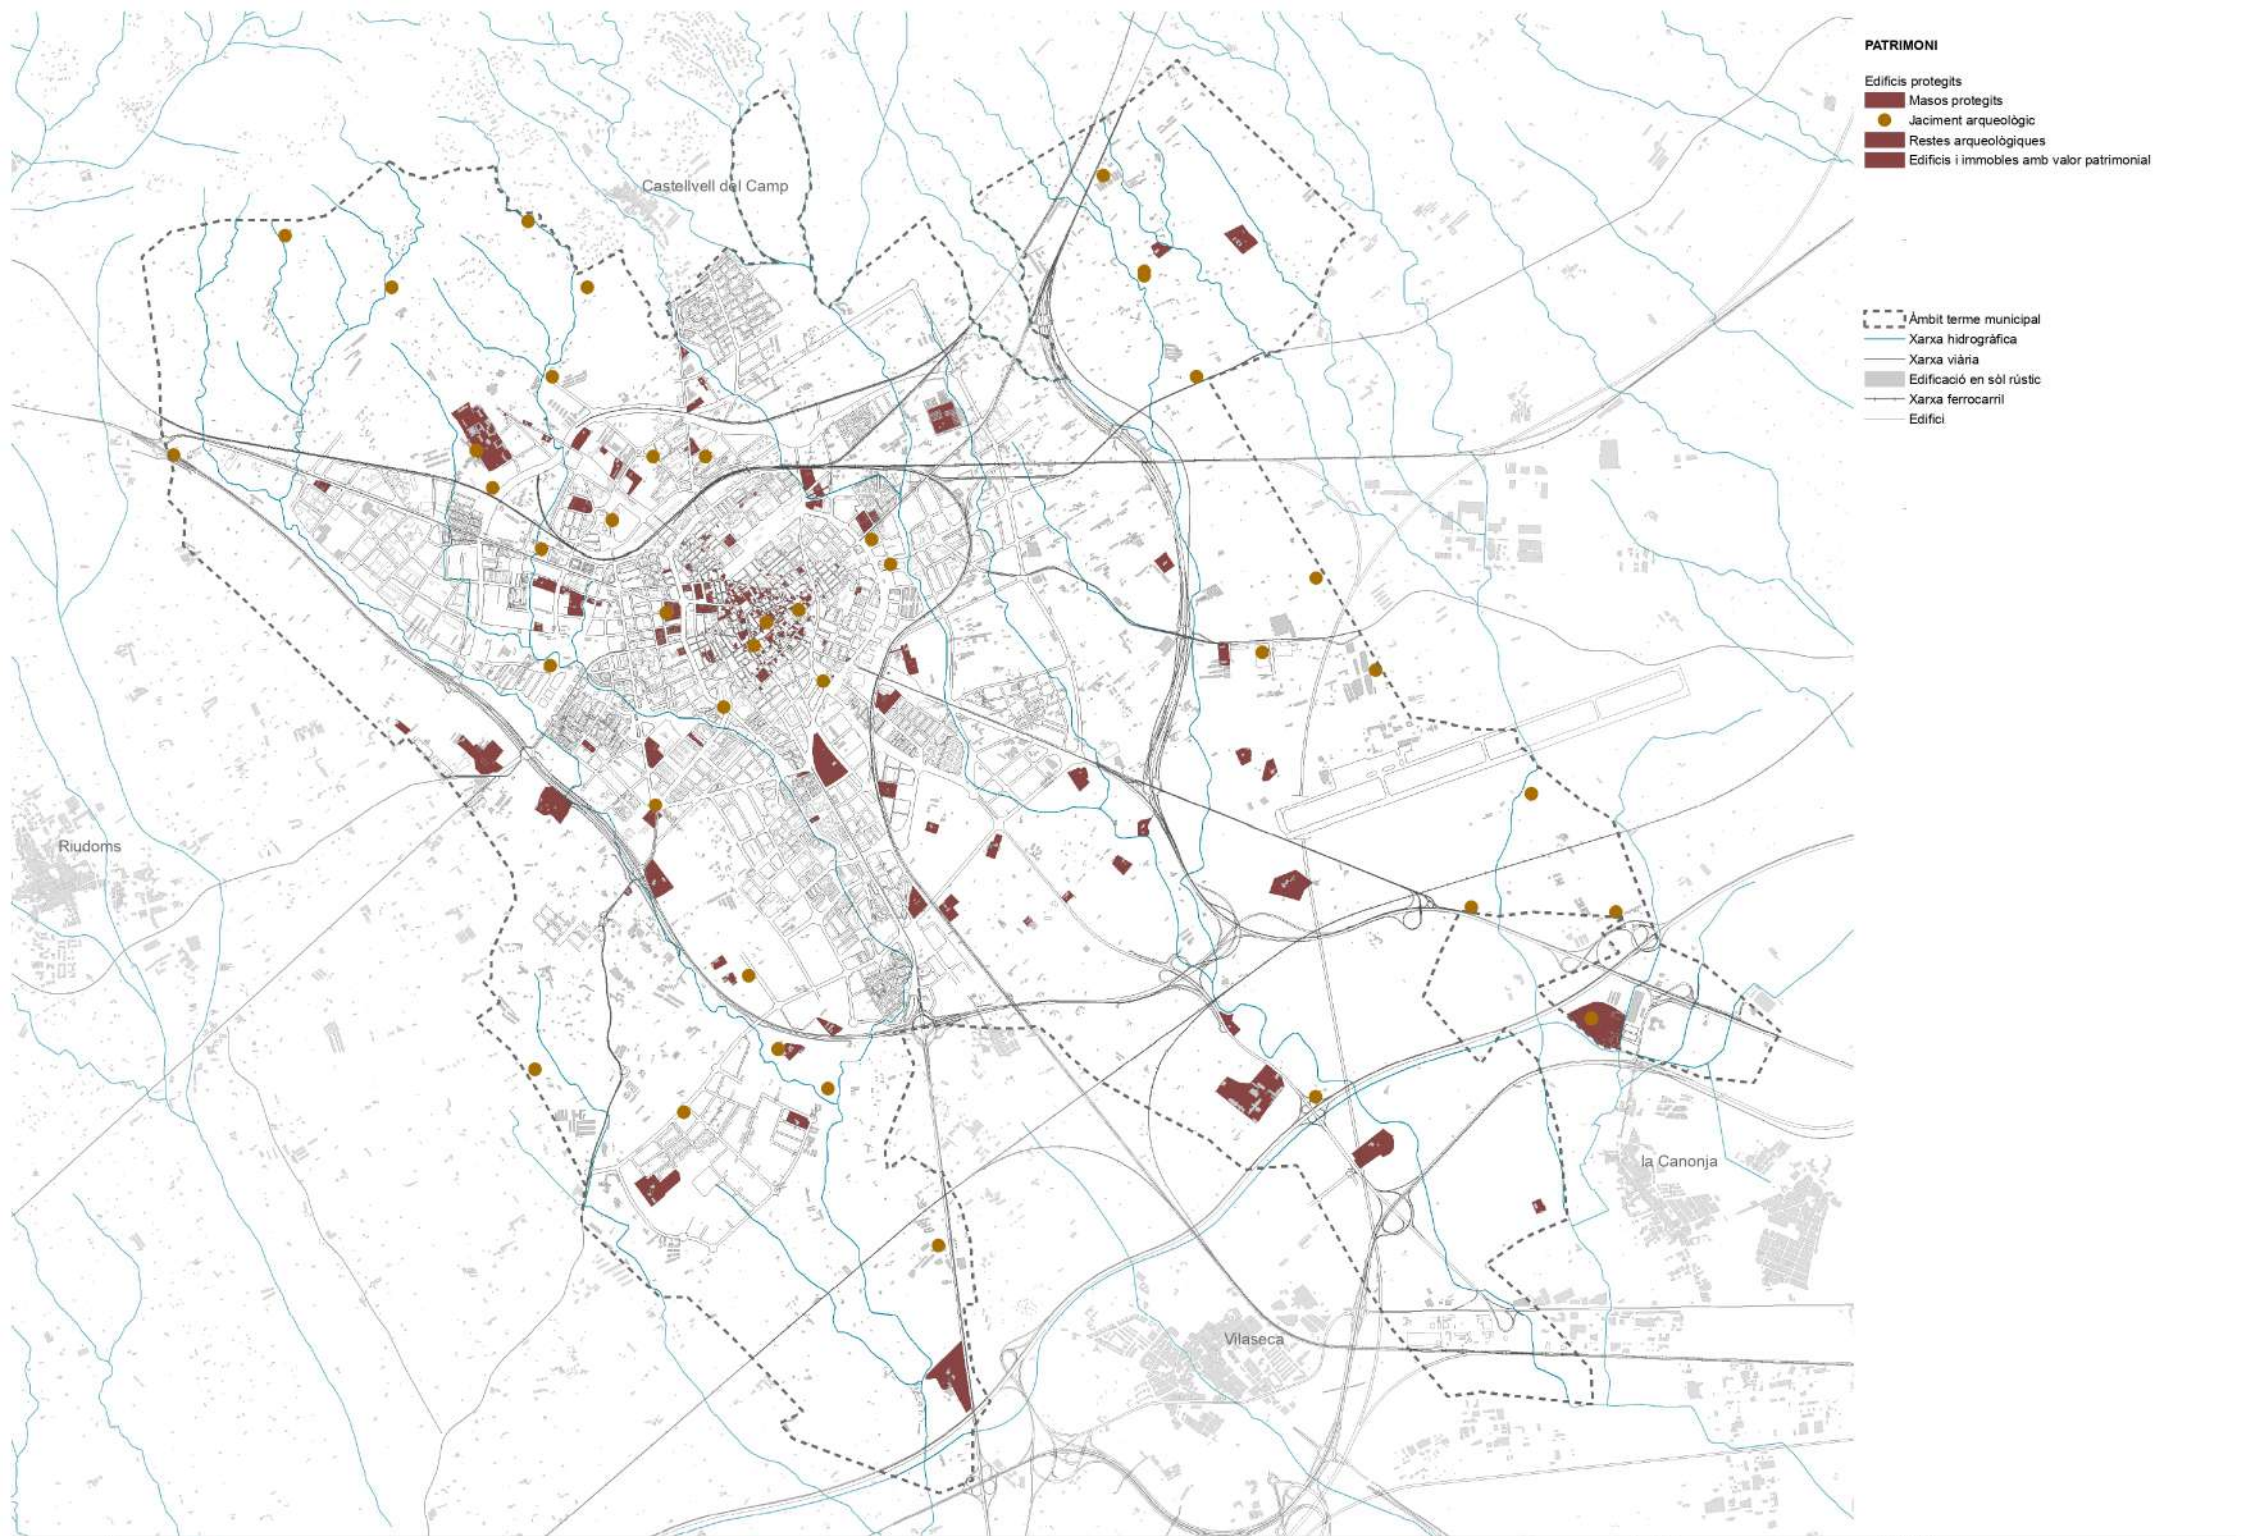 PATRIMONI
Edificis protegits
Masos protegits
Jaciment arqueològic
Restes arqueològiques
Edificis i immobles amb valor patrimonial
Àmbit terme municipal
Xarxa hidrogràfica
Xarxa viària
Edificació en sòl rústic
Xarxa ferrocarril
Edifici
Castellvell del Camp
Riudoms
la Canonja
Vilaseca